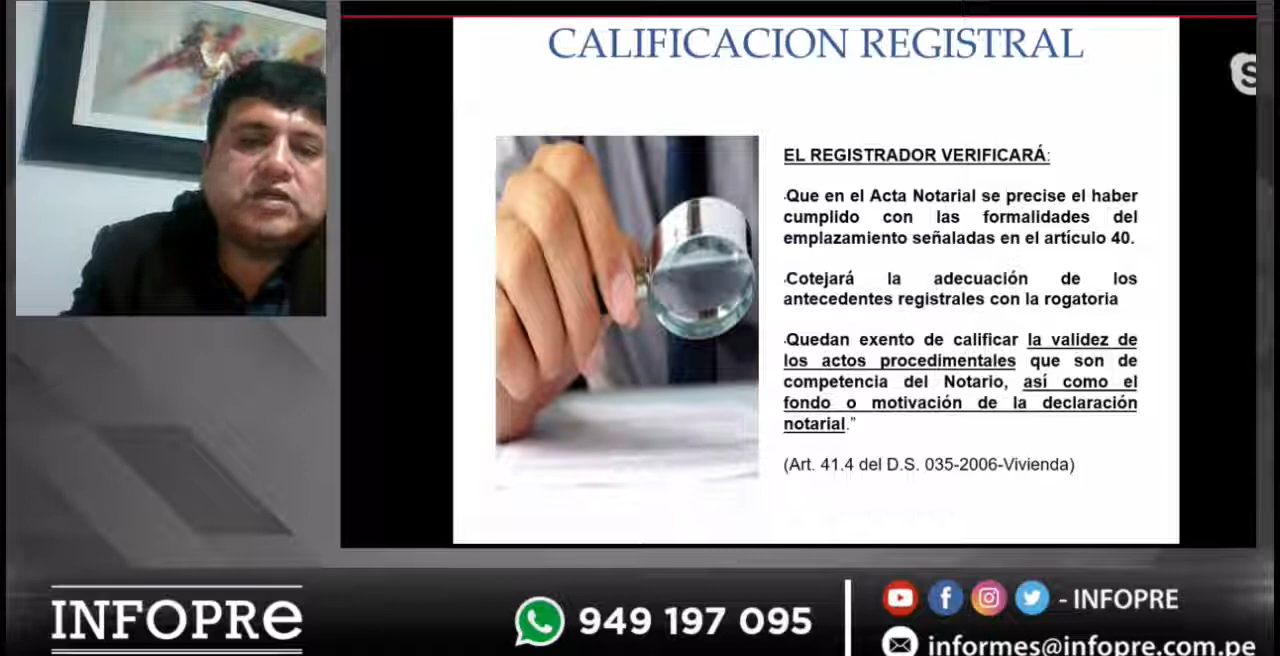 CALIFICACION REGISTRAL
S
EL REGISTRADOR VERIFICARÁ:
.Que en el Acta Notarial se precise el haber
cumplido con las formalidades del
emplazamiento señaladas en el artículo 40.
.Cotejará la adecuación de los
antecedentes registrales con la rogatoria
.Quedan exento de calificar la validez de
los actos procedimentales que son de
competencia del Notario, así como el
fondo o motivación de la declaración
notarial.”
(Art. 41.4 del D.S. 035-2006-Vivienda)
INFOPRe
949 197 095
- INFOPRE
informes@infopre.com.pe